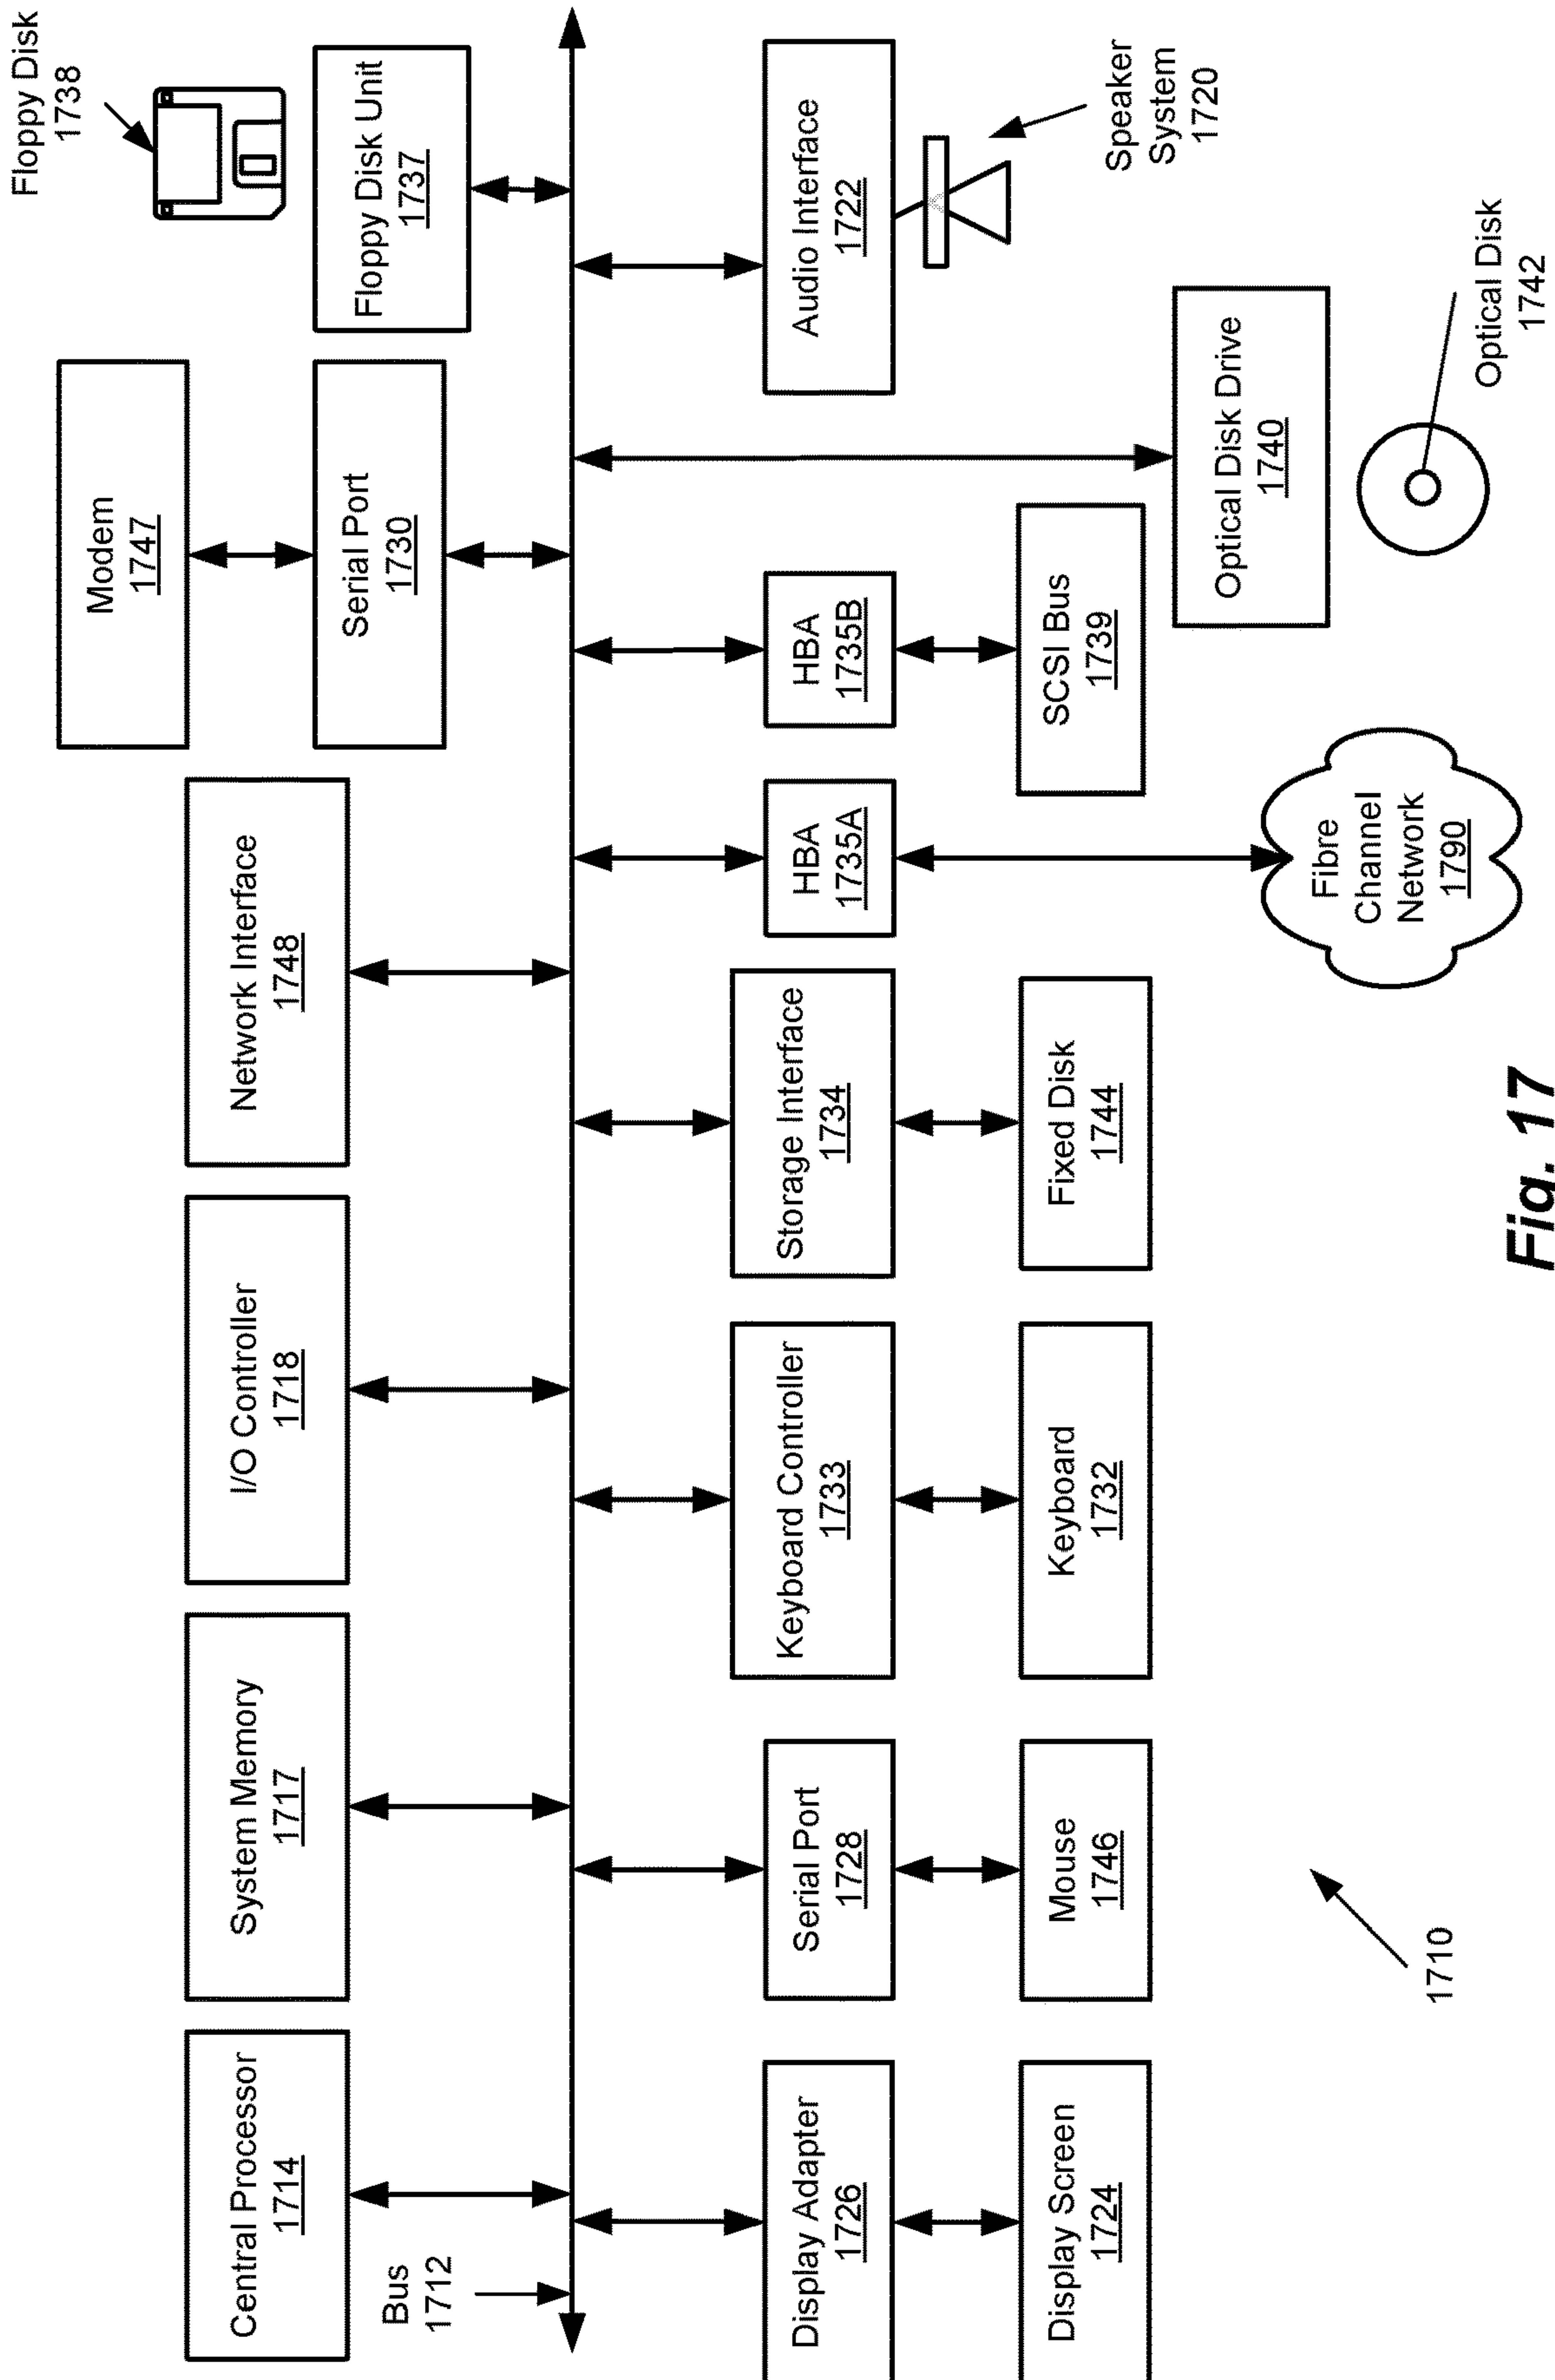 Floppy Disk
1738
Modem
1747
Central Processor
1714
System Memory
1717
I/O Controller
1718
Network Interface
1748
Serial Port
1730
Floppy Disk Unit
1737
Bus
1712
Display Adapter
1726
Serial Port
1728
Keyboard Controller
1733
Storage Interface
1734
HBA
1735A
HBA
1735B
Audio Interface
1722
Display Screen
1724
Mouse
1746
Keyboard
1732
Fixed Disk
1744
SCSI Bus
1739
Speaker
System
1720
Optical Disk Drive
1740
Fibre
Channel
Network
1790
Optical Disk
1742
1710
Fig. 17